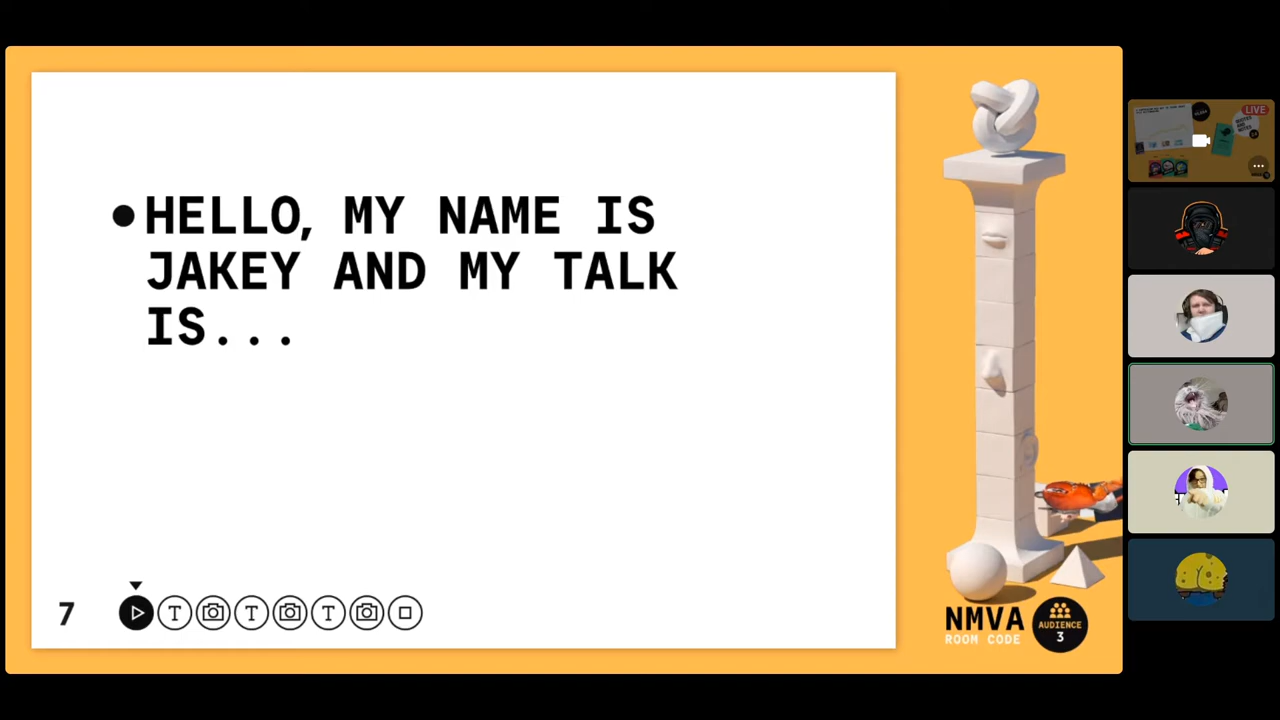 HELLO, MY NAME IS
JAKEY AND MY TALK
IS...
7
T
T
T
NMVA
ROOM CODE
AUDIENCE
3
LIVE